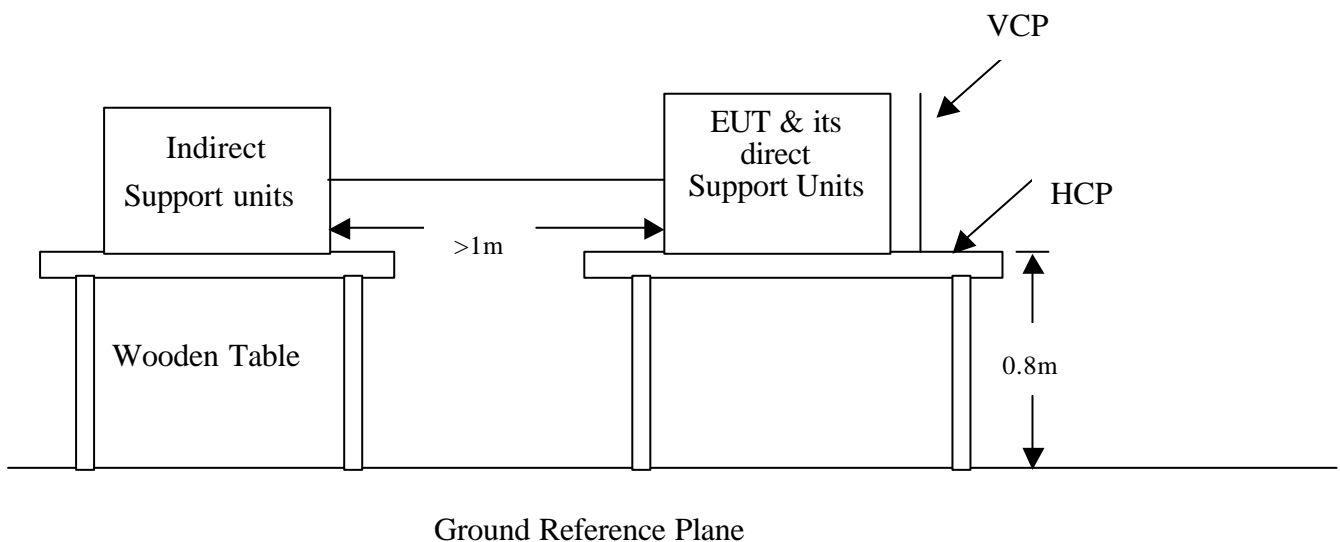 VCP
Indirect
Support units
EUT & its
direct
Support Units
HCP
>1m
Wooden Table
0.8m
Ground Reference Plane